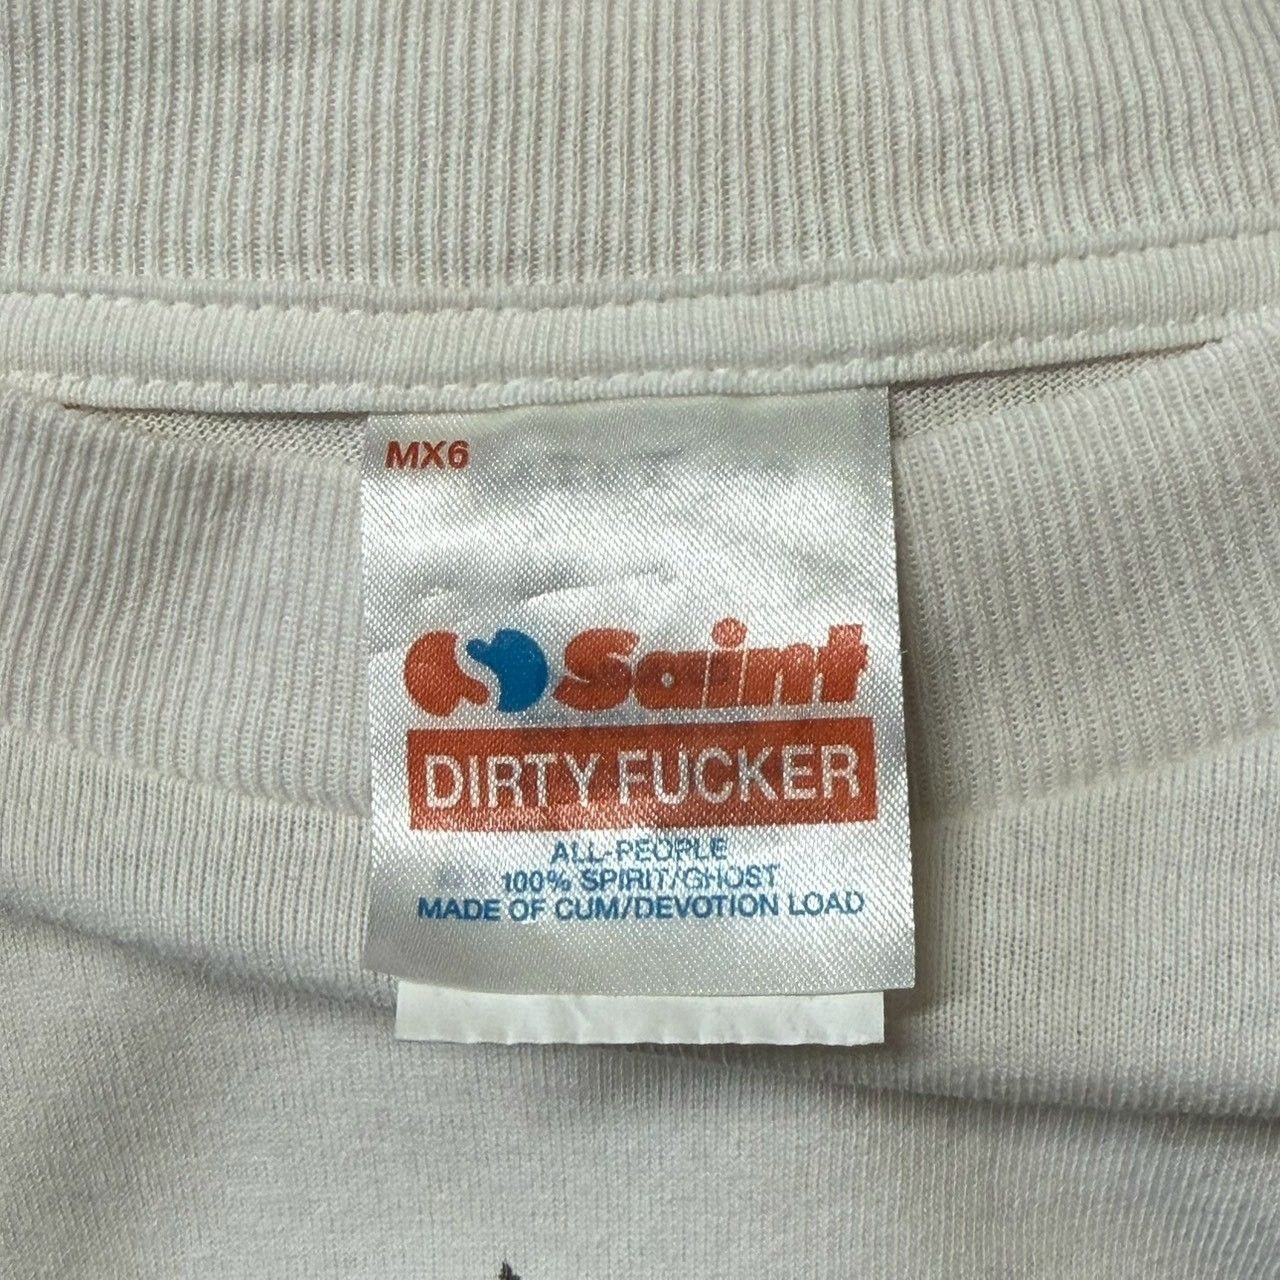 MX6
Saint
DIRTY FUCKER
ALL-PEOPLE
100% SPIRIT/GHOST
MADE OF CUM/DEVOTION LOAD